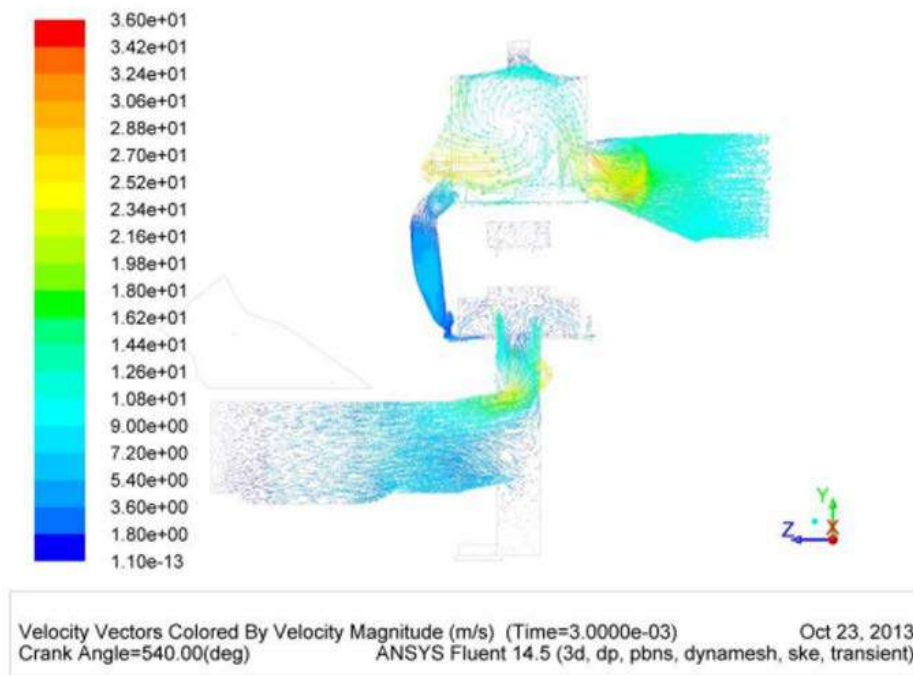 3.60e+01
3.42e+01
3.24e+01
3.06e+01
2.88e+01
2.70e+01
2.52e+01
2.34e+01
2.16e+01
1.98e+01
1.80e+01
1.62e+01
1.44e+01
1.26e+01
1.08e+01
9.00e+00
7.20e+00
5.40e+00
3.60e+00
1.80e+00
1.10e-13
Y
Z X
Velocity Vectors Colored By Velocity Magnitude (m/s) (Time=3.0000e-03) Oct 23, 2013
Crank Angle=540.00(deg) ANSYS Fluent 14.5 (3d, dp, pbns, dynamesh, ske, transient)